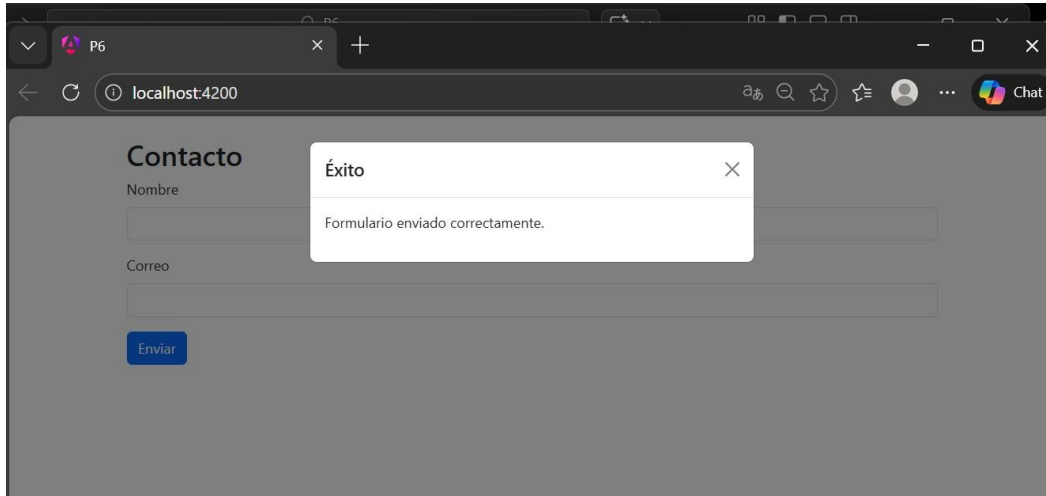 P6
localhost:4200
Chat
Contacto
Éxito
Nombre
Formulario enviado correctamente.
Correo
Enviar